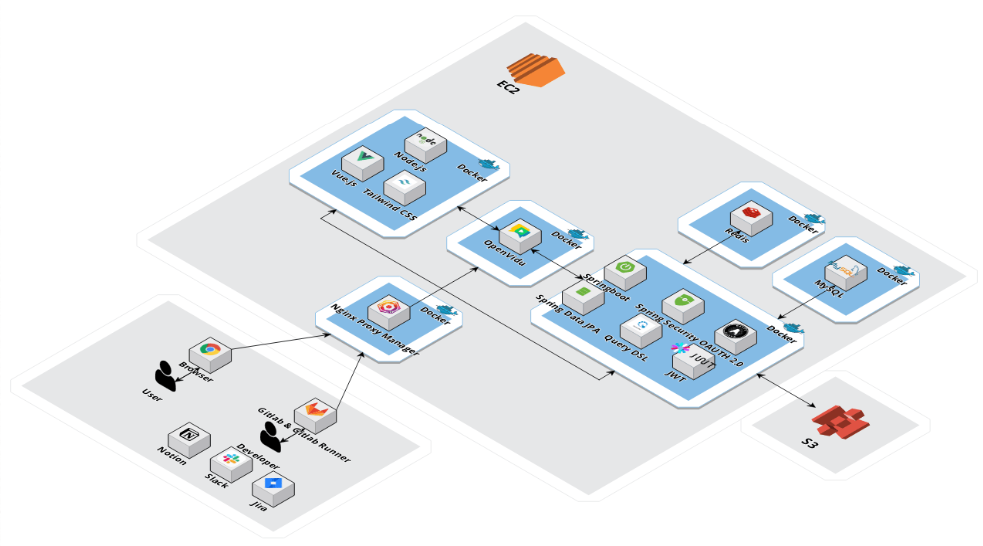 EC2
Node.js
Docker
Vue.js
Tailwind CSS
OpenVidu
Docker
Redis
Docker
MySQL
Docker
Springboot
Spring Data JPA
Spring Security
OAUTH 2.0
Query DSL
JWT
Docker
Nginx Proxy Manager
Docker
Browser
User
Gitlab & Gitlab Runner
Developer
Notion
Slack
Jira
S3